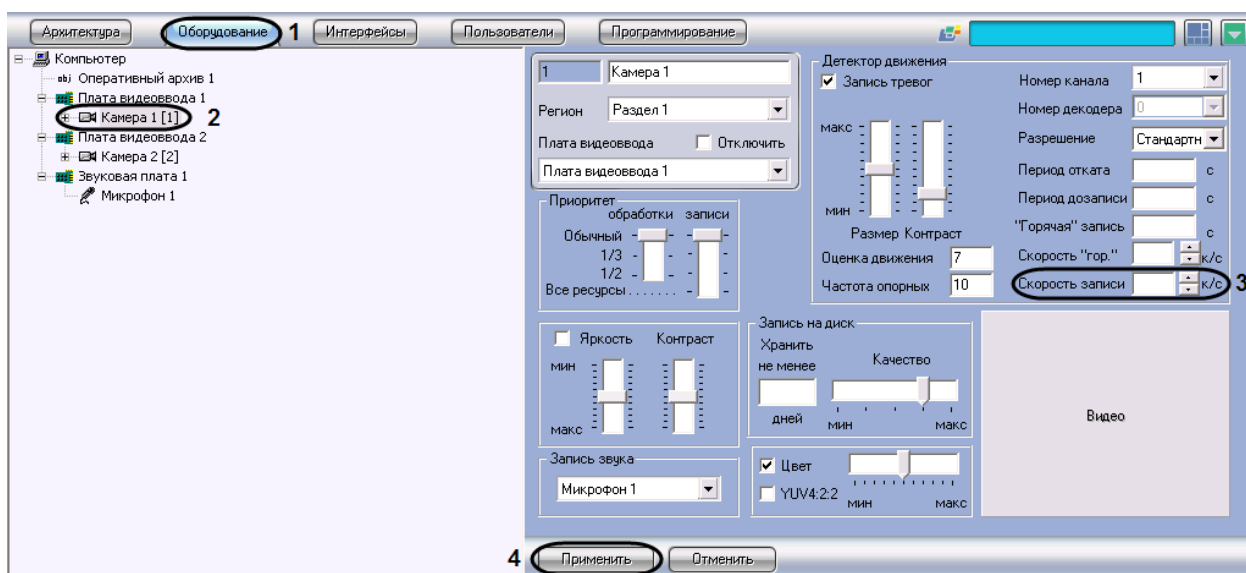 Архитектура Оборудование 1 Интерфейсы Пользователи Программирование
Компьютер
obj Оперативный архив 1
Плата видеоввода 1
Камера 1 [1] 2
Плата видеоввода 2
Камера 2 [2]
Звуковая плата 1
Микрофон 1
1 Камера 1
Регион Раздел 1
Плата видеоввода Отключить
Плата видеоввода 1
Приоритет
обработки записи
Обычный
1/3
1/2
Все ресурсы . . . . . . .
Яркость Контраст
мин
макс
Запись звука
Микрофон 1
Детектор движения
Запись тревог
макс
мин
Размер Контраст
Оценка движения 7
Частота опорных 10
Номер канала 1
Номер декодера 0
Разрешение Стандартн
Период отката с
Период дозаписи с
"Горячая" запись с
Скорость "гор." к/с
Скорость записи к/с 3
Запись на диск
Хранить
не менее
дней
Качество
мин макс
Цвет
YUV4:2:2
мин макс
Видео
4 Применить Отменить